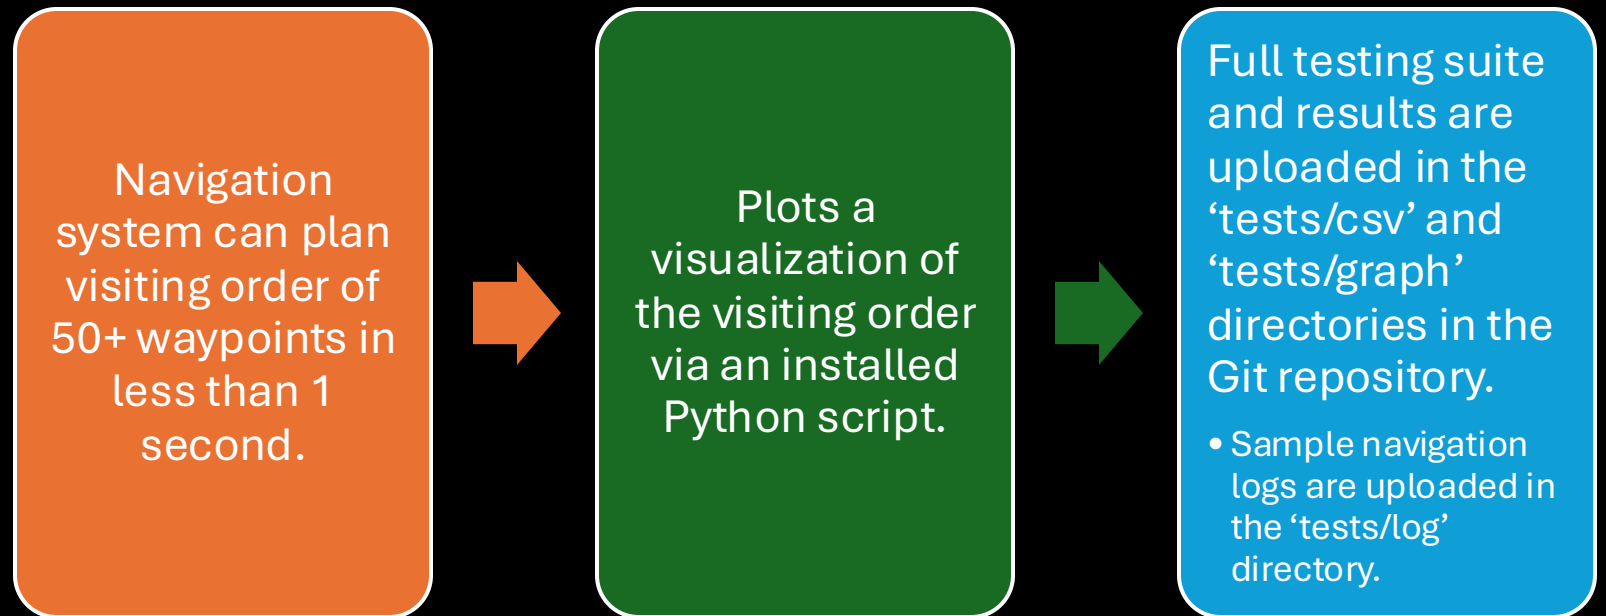 Navigation
system can plan
visiting order of
50+ waypoints in
less than 1
second.
Plots a
visualization of
the visiting order
via an installed
Python script.
Full testing suite
and results are
uploaded in the
‘tests/csv’ and
‘tests/graph’
directories in the
Git repository.
• Sample navigation
logs are uploaded in
the ‘tests/log’
directory.